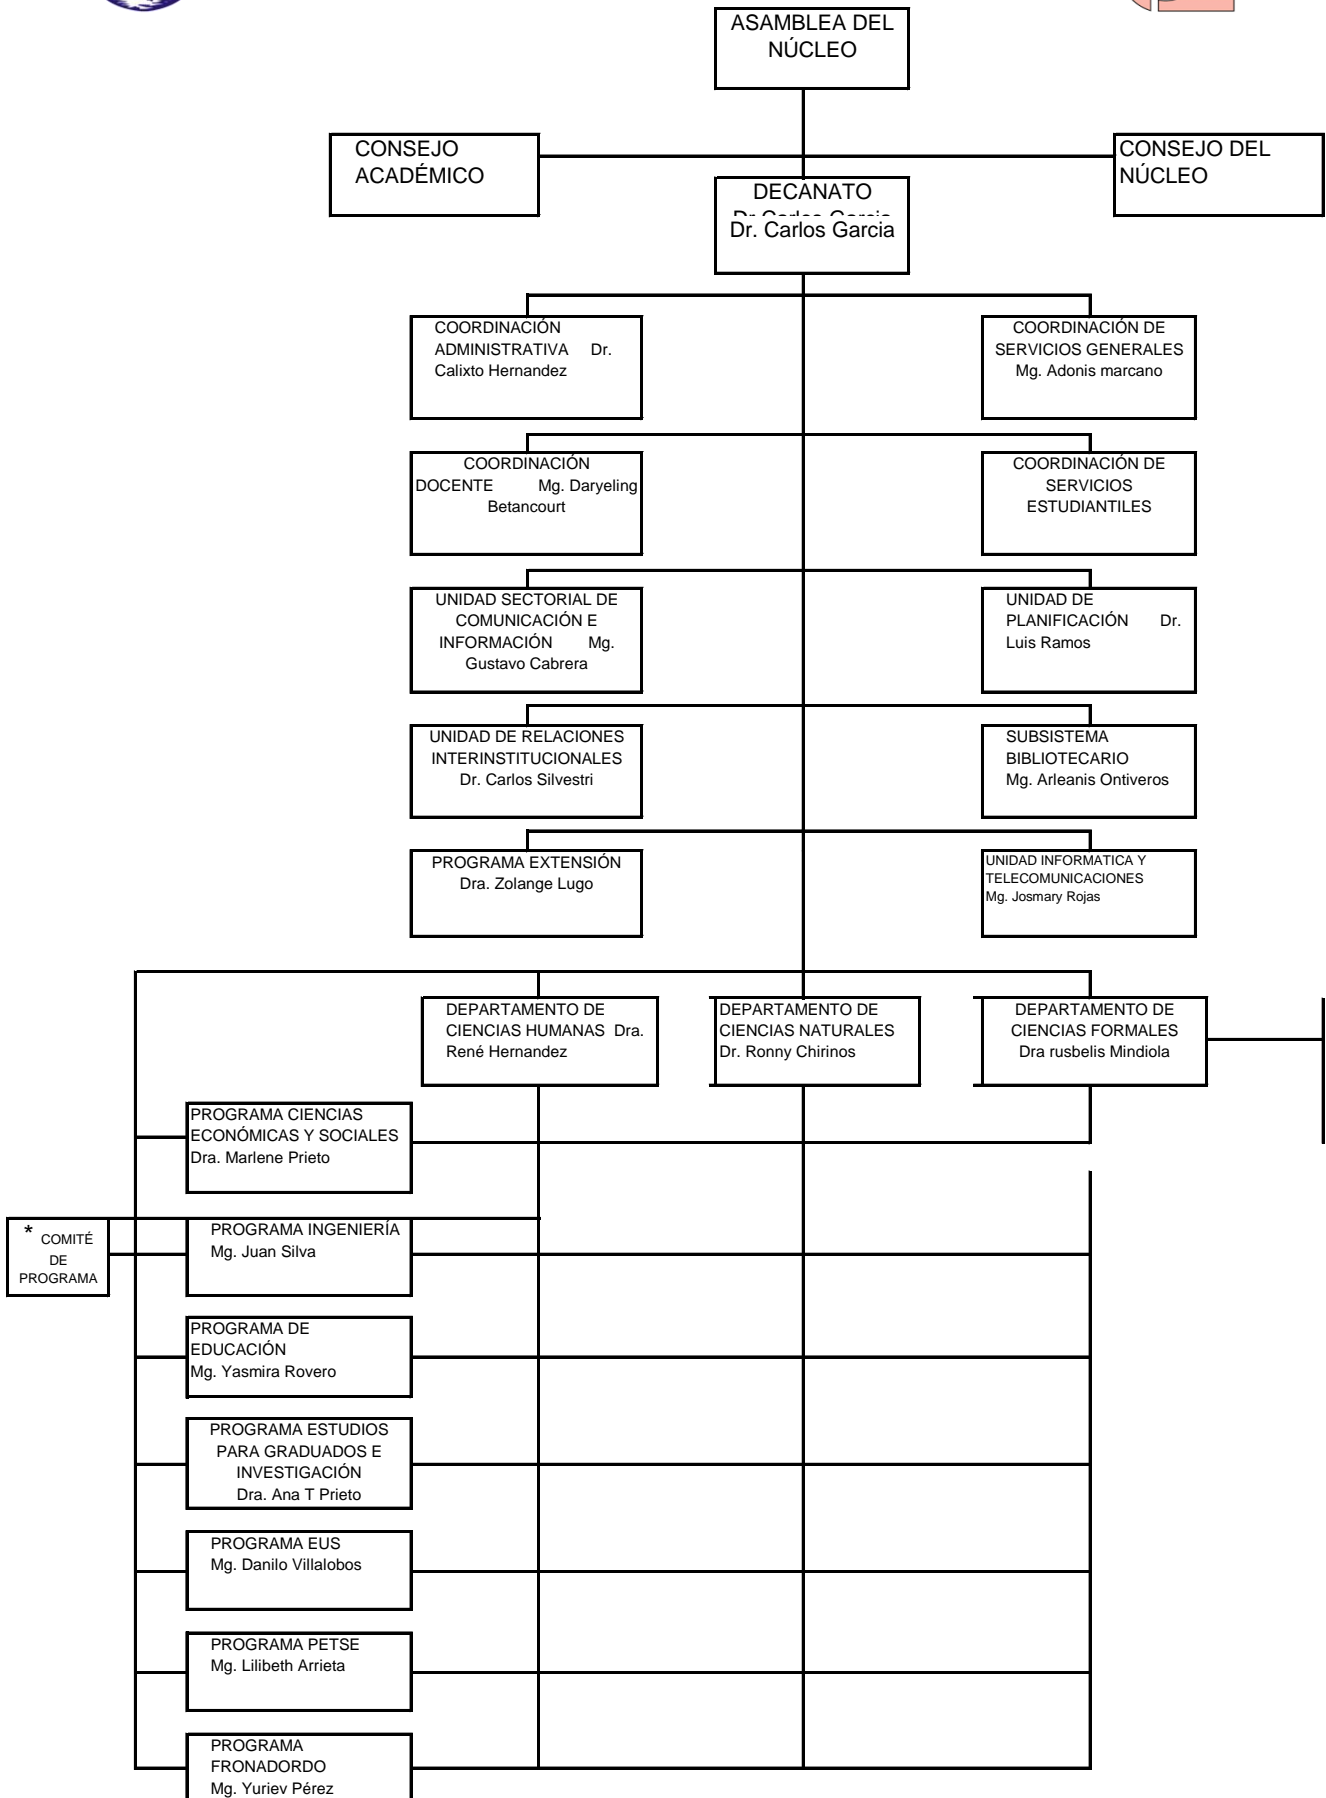 ASAMBLEA DEL
NÚCLEO
CONSEJO
ACADÉMICO
CONSEJO DEL
NÚCLEO
DECANATO
Dr Carlos Garcia
Dr. Carlos Garcia
COORDINACIÓN
ADMINISTRATIVA Dr.
Calixto Hernandez
COORDINACIÓN DE
SERVICIOS GENERALES
Mg. Adonis marcano
COORDINACIÓN
DOCENTE Mg. Daryeling
Betancourt
COORDINACIÓN DE
SERVICIOS
ESTUDIANTILES
UNIDAD SECTORIAL DE
COMUNICACIÓN E
INFORMACIÓN Mg.
Gustavo Cabrera
UNIDAD DE
PLANIFICACIÓN Dr.
Luis Ramos
UNIDAD DE RELACIONES
INTERINSTITUCIONALES
Dr. Carlos Silvestri
SUBSISTEMA
BIBLIOTECARIO
Mg. Arleanis Ontiveros
PROGRAMA EXTENSIÓN
Dra. Zolange Lugo
UNIDAD INFORMATICA Y
TELECOMUNICACIONES
Mg. Josmary Rojas
DEPARTAMENTO DE
CIENCIAS HUMANAS Dra.
René Hernandez
DEPARTAMENTO DE
CIENCIAS NATURALES
Dr. Ronny Chirinos
DEPARTAMENTO DE
CIENCIAS FORMALES
Dra rusbelis Mindiola
PROGRAMA CIENCIAS
ECONÓMICAS Y SOCIALES
Dra. Marlene Prieto
* COMITÉ
DE
PROGRAMA
PROGRAMA INGENIERÍA
Mg. Juan Silva
PROGRAMA DE
EDUCACIÓN
Mg. Yasmira Rovero
PROGRAMA ESTUDIOS
PARA GRADUADOS E
INVESTIGACIÓN
Dra. Ana T Prieto
PROGRAMA EUS
Mg. Danilo Villalobos
PROGRAMA PETSE
Mg. Lilibeth Arrieta
PROGRAMA
FRONADORDO
Mg. Yuriev Pérez